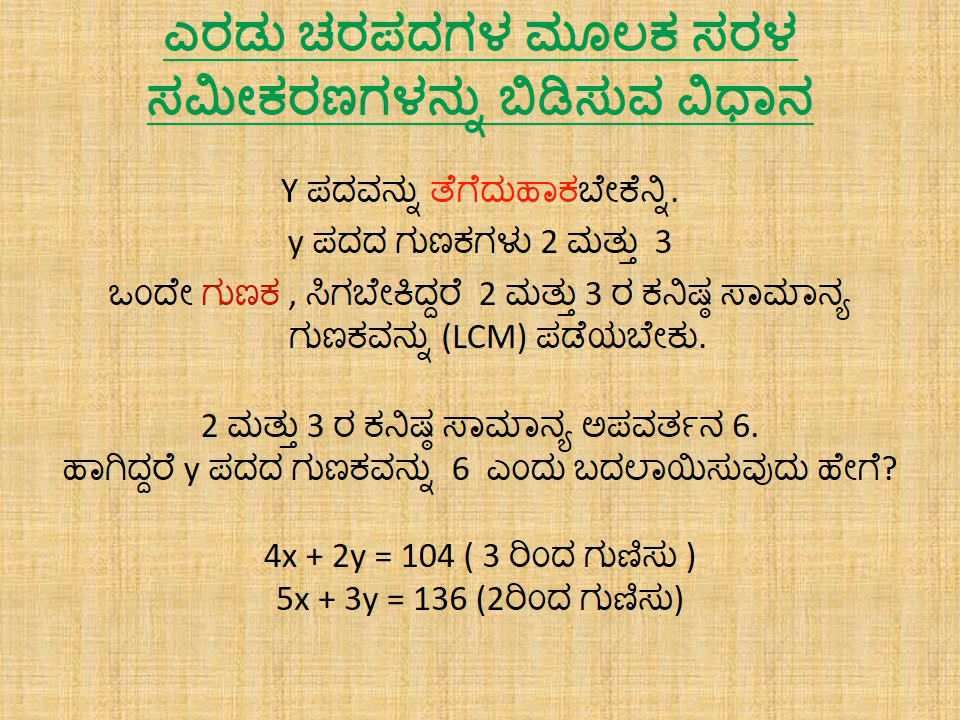 ಎರಡು ಚರಪದಗಳ ಮೂಲಕ ಸರಳ
ಸಮೀಕರಣಗಳನ್ನು ಬಿಡಿಸುವ ವಿಧಾನ
Y ಪದವನ್ನು ತೆಗೆದುಹಾಕಬೇಕೆನ್ನಿ.
y ಪದದ ಗುಣಕಗಳು 2 ಮತ್ತು 3
ಒಂದೇ ಗುಣಕ , ಸಿಗಬೇಕಿದ್ದರೆ 2 ಮತ್ತು 3 ರ ಕನಿಷ್ಠ ಸಾಮಾನ್ಯ
ಗುಣಕವನ್ನು (LCM) ಪಡೆಯಬೇಕು.
2 ಮತ್ತು 3 ರ ಕನಿಷ್ಠ ಸಾಮಾನ್ಯ ಅಪವರ್ತನ 6.
ಹಾಗಿದ್ದರೆ y ಪದದ ಗುಣಕವನ್ನು 6 ಎಂದು ಬದಲಾಯಿಸುವುದು ಹೇಗೆ?
4x + 2y = 104 ( 3 ರಿಂದ ಗುಣಿಸು )
5x + 3y = 136 (2ರಿಂದ ಗುಣಿಸು)